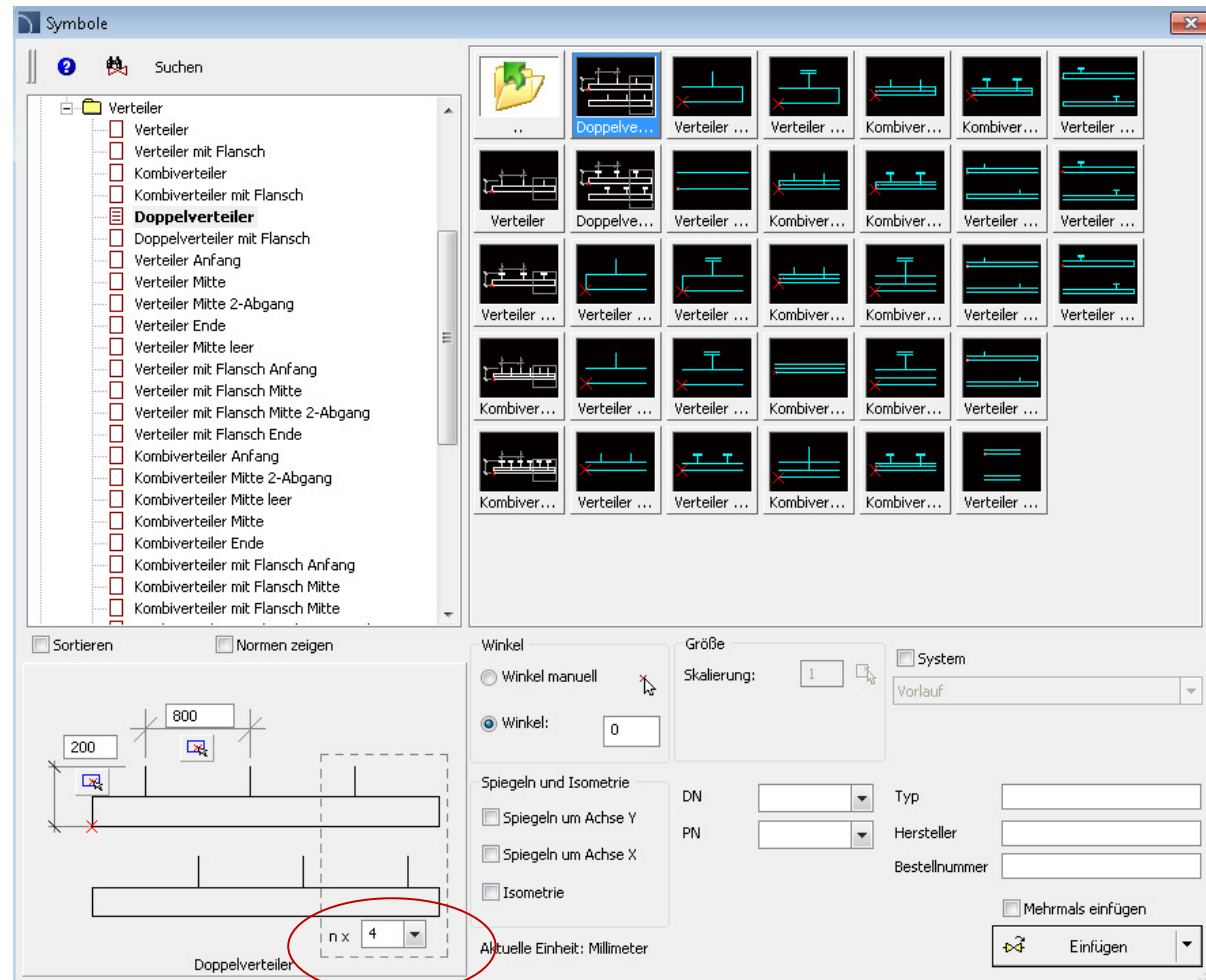 Symbole
Suchen
Verteiler
Verteiler
Verteiler mit Flansch
Kombiverteiler
Kombiverteiler mit Flansch
Doppelverteiler
Doppelverteiler mit Flansch
Verteiler Anfang
Verteiler Mitte
Verteiler Mitte 2-Abgang
Verteiler Ende
Verteiler Mitte leer
Verteiler mit Flansch Anfang
Verteiler mit Flansch Mitte
Verteiler mit Flansch Mitte 2-Abgang
Verteiler mit Flansch Ende
Kombiverteiler Anfang
Kombiverteiler Mitte 2-Abgang
Kombiverteiler Mitte leer
Kombiverteiler Mitte
Kombiverteiler Ende
Kombiverteiler mit Flansch Anfang
Kombiverteiler mit Flansch Mitte
Kombiverteiler mit Flansch Mitte
.. Doppelve... Verteiler ... Verteiler ... Kombiver... Kombiver... Verteiler ...
Verteiler Doppelve... Verteiler ... Kombiver... Kombiver... Verteiler ... Verteiler ...
Verteiler ... Verteiler ... Verteiler ... Kombiver... Kombiver... Verteiler ... Verteiler ...
Kombiver... Verteiler ... Verteiler ... Kombiver... Kombiver... Verteiler ...
Kombiver... Verteiler ... Verteiler ... Kombiver... Kombiver... Verteiler ...
Sortieren Normen zeigen
800
200
n x 4
Doppelverteiler
Winkel
Winkel manuell
Winkel: 0
Größe
Skalierung: 1
System
Vorlauf
Spiegeln und Isometrie
Spiegeln um Achse Y
Spiegeln um Achse X
Isometrie
DN
PN
Typ
Hersteller
Bestellnummer
Mehrmals einfügen
Aktuelle Einheit: Millimeter
Einfügen